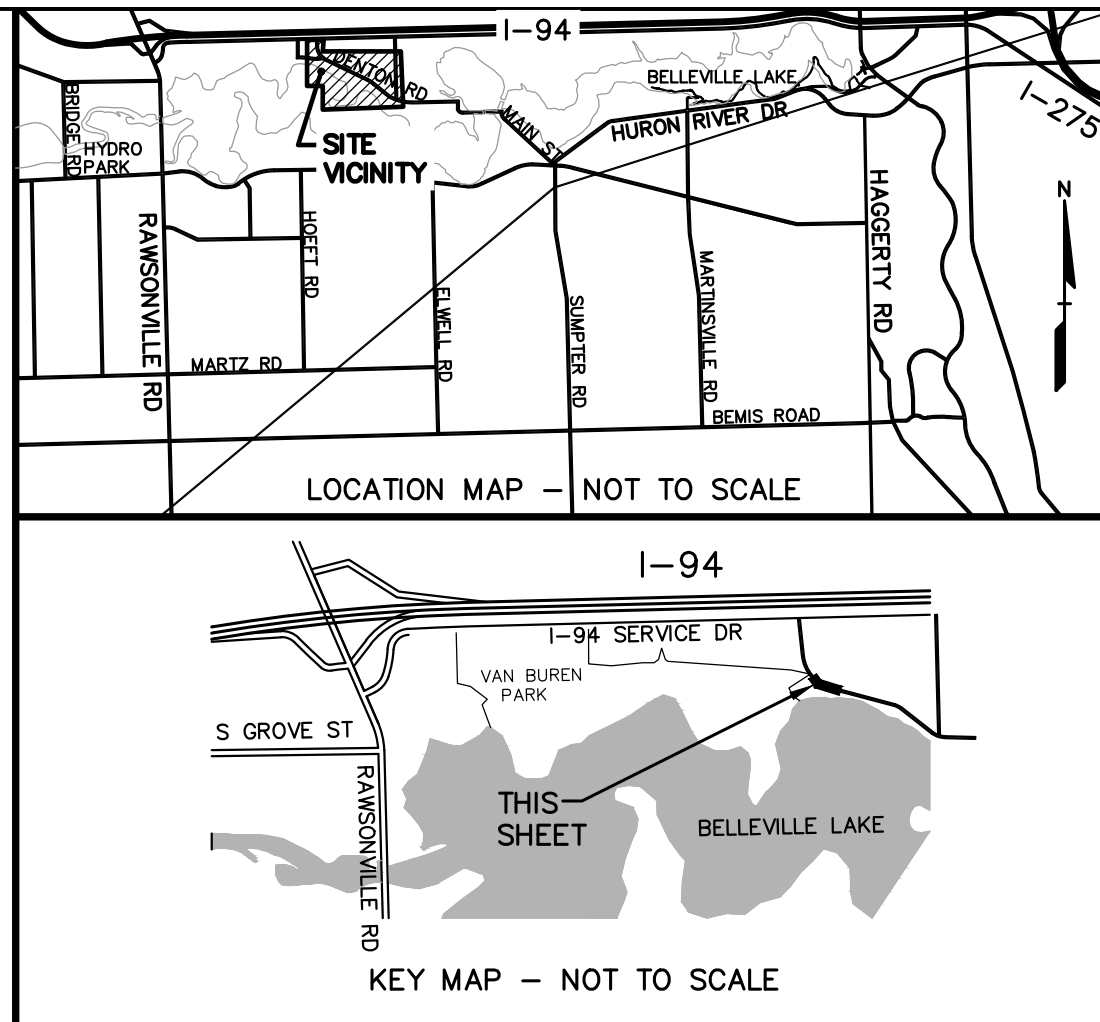 I-94
DENTON RD
BELLEVILLE LAKE
I-275
BRIDGE RD
HYDRO
PARK
MAIN ST
HURON RIVER DR
SITE
VICINITY
N
RAWSONVILLE RD
HOEFT RD
ELWELL RD
SUMPTER RD
MARTINSVILLE RD
HAGGERTY RD
MARTZ RD
BEMIS ROAD
LOCATION MAP - NOT TO SCALE
I-94
I-94 SERVICE DR
VAN BUREN
PARK
S GROVE ST
RAWSONVILLE RD
THIS
SHEET
BELLEVILLE LAKE
KEY MAP - NOT TO SCALE